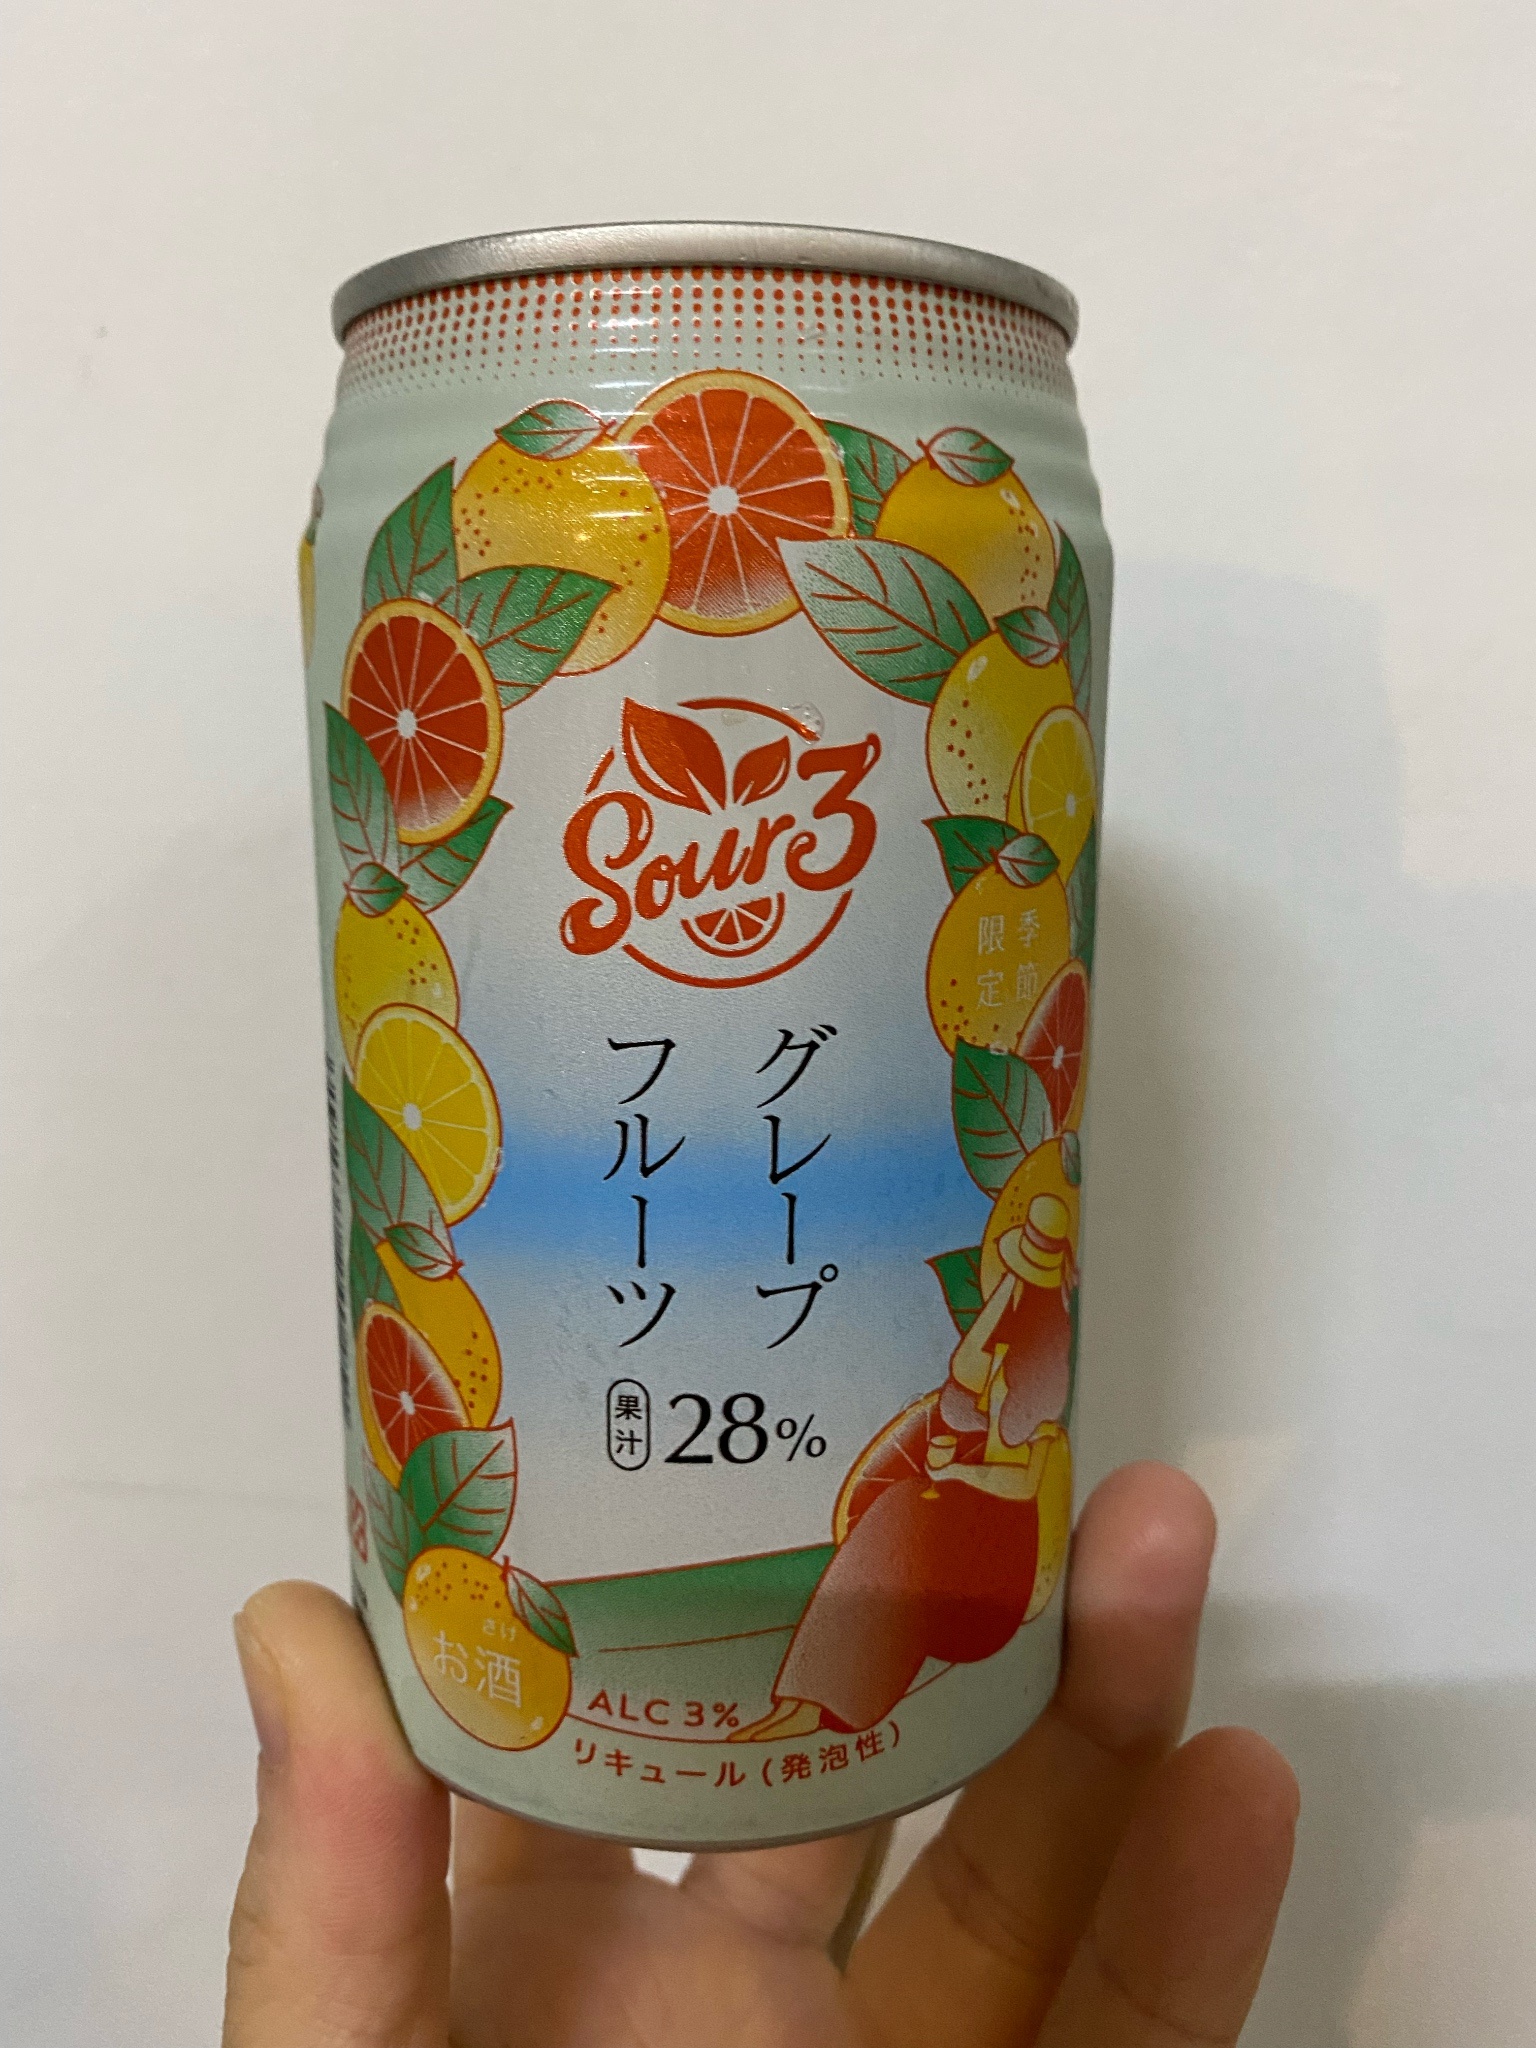 Sour3
季節
限定
グレープ
フルーツ
果汁 28%
さけ
お酒
ALC 3%
リキュール(発泡性)